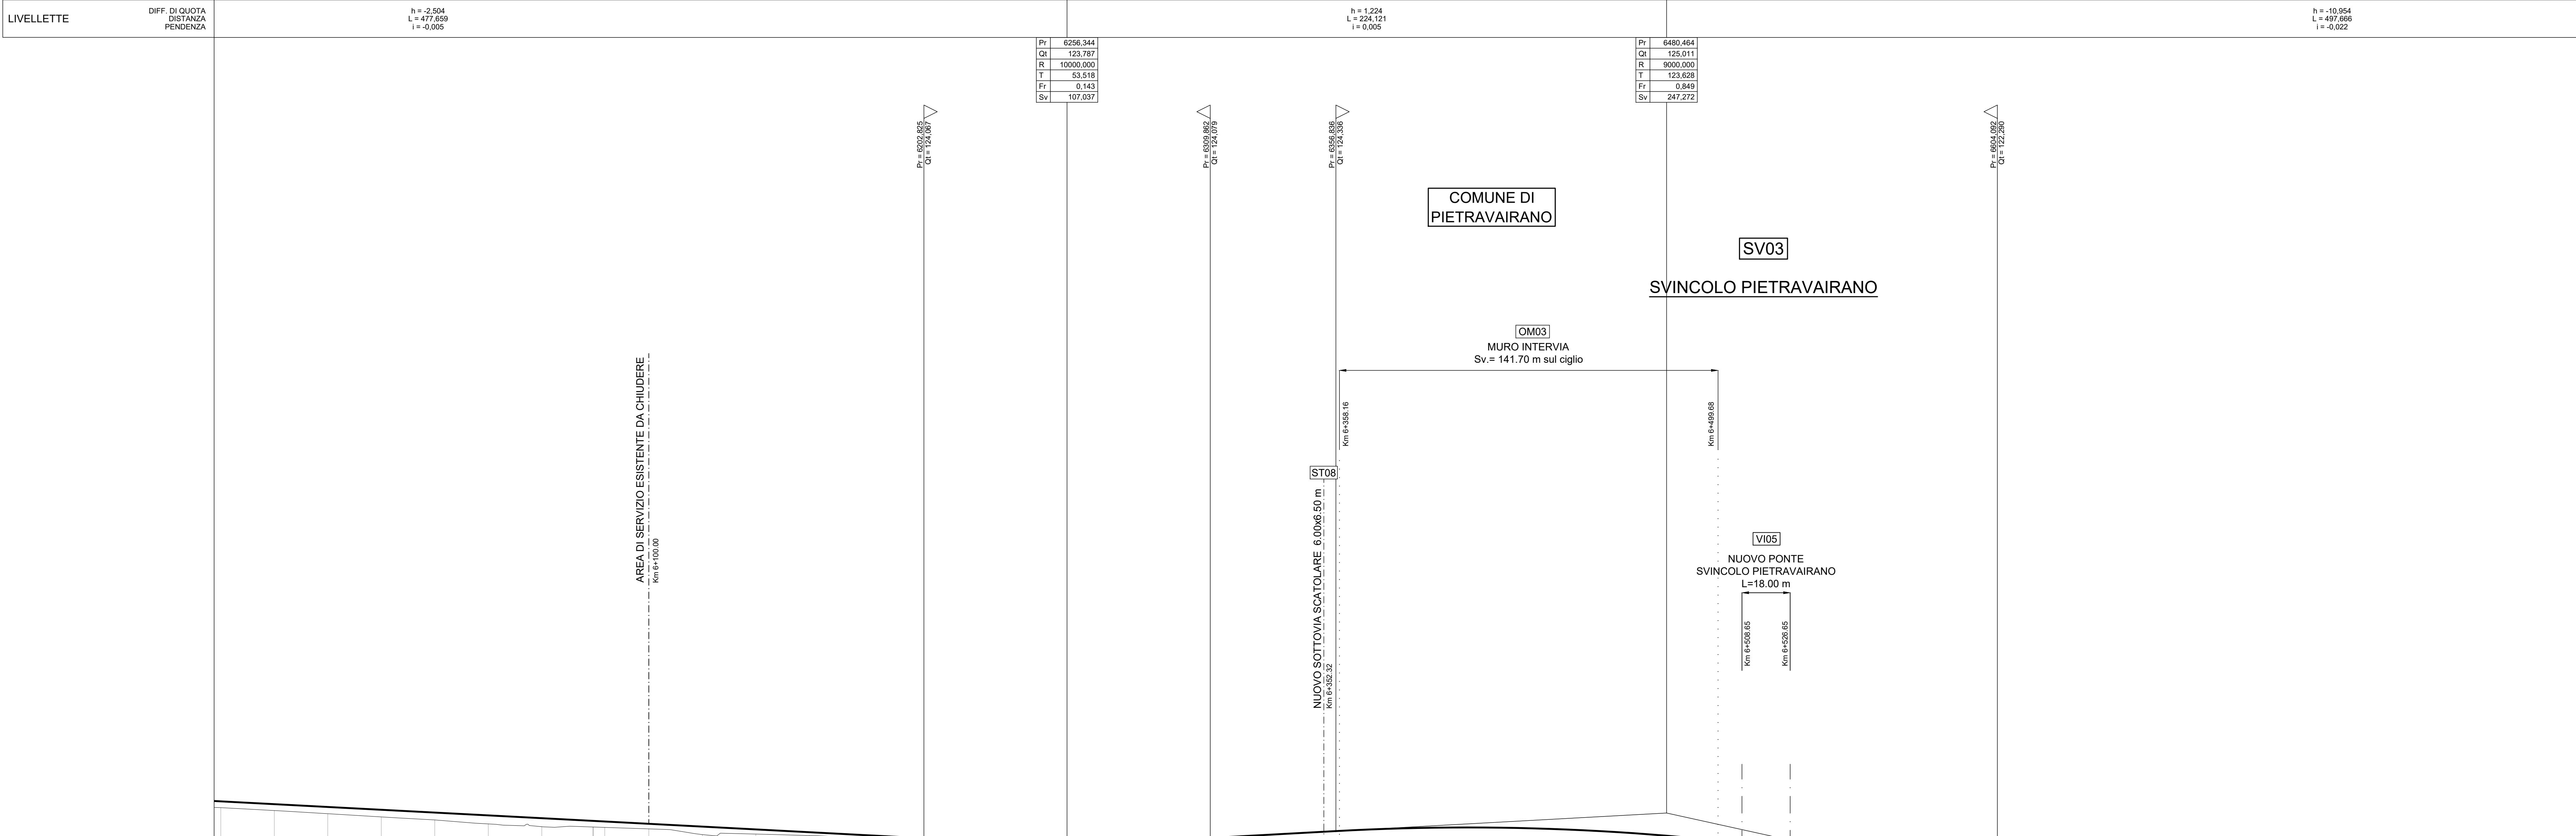 LIVELLETTE
DIFF. DI QUOTA
DISTANZA
PENDENZA
h = -2,504
L = 477,659
i = -0,005
h = 1,224
L = 224,121
i = 0,005
h = -10,954
L = 497,666
i = -0,022
Pr 6256,344
Qt 123,787
R 10000,000
T 53,518
Fr 0,143
Sv 107,037
Pr 6480,464
Qt 125,011
R 9000,000
T 123,628
Fr 0,849
Sv 247,272
Pr = 6202,825
Qt = 124,067
Pr = 6309,862
Qt = 124,079
Pr = 6356,836
Qt = 124,336
Pr = 6604,092
Qt = 122,290
COMUNE DI
PIETRAVAIRANO
SV03
SVINCOLO PIETRAVAIRANO
OM03
MURO INTERVIA
Sv.= 141.70 m sul ciglio
Km 6+358.16
Km 6+499.68
AREA DI SERVIZIO ESISTENTE DA CHIUDERE
Km 6+100.00
ST08
NUOVO SOTTOVIA SCATOLARE 6.00x6.50 m
Km 6+352.32
VI05
NUOVO PONTE
SVINCOLO PIETRAVAIRANO
L=18.00 m
Km 6+508.65
Km 6+526.65